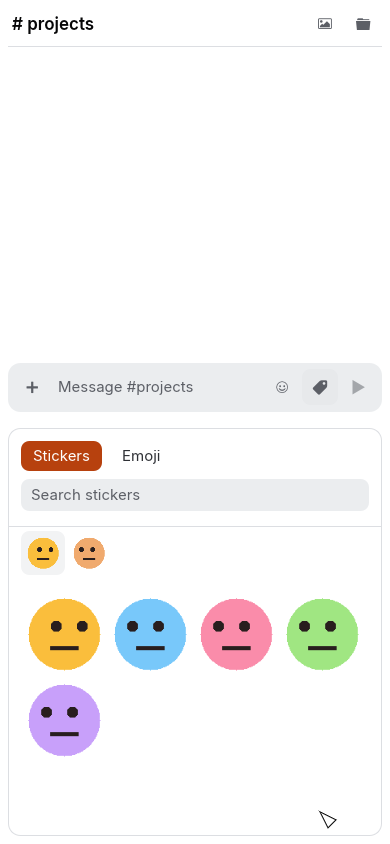 # projects
Message #projects
Stickers
Emoji
Search stickers